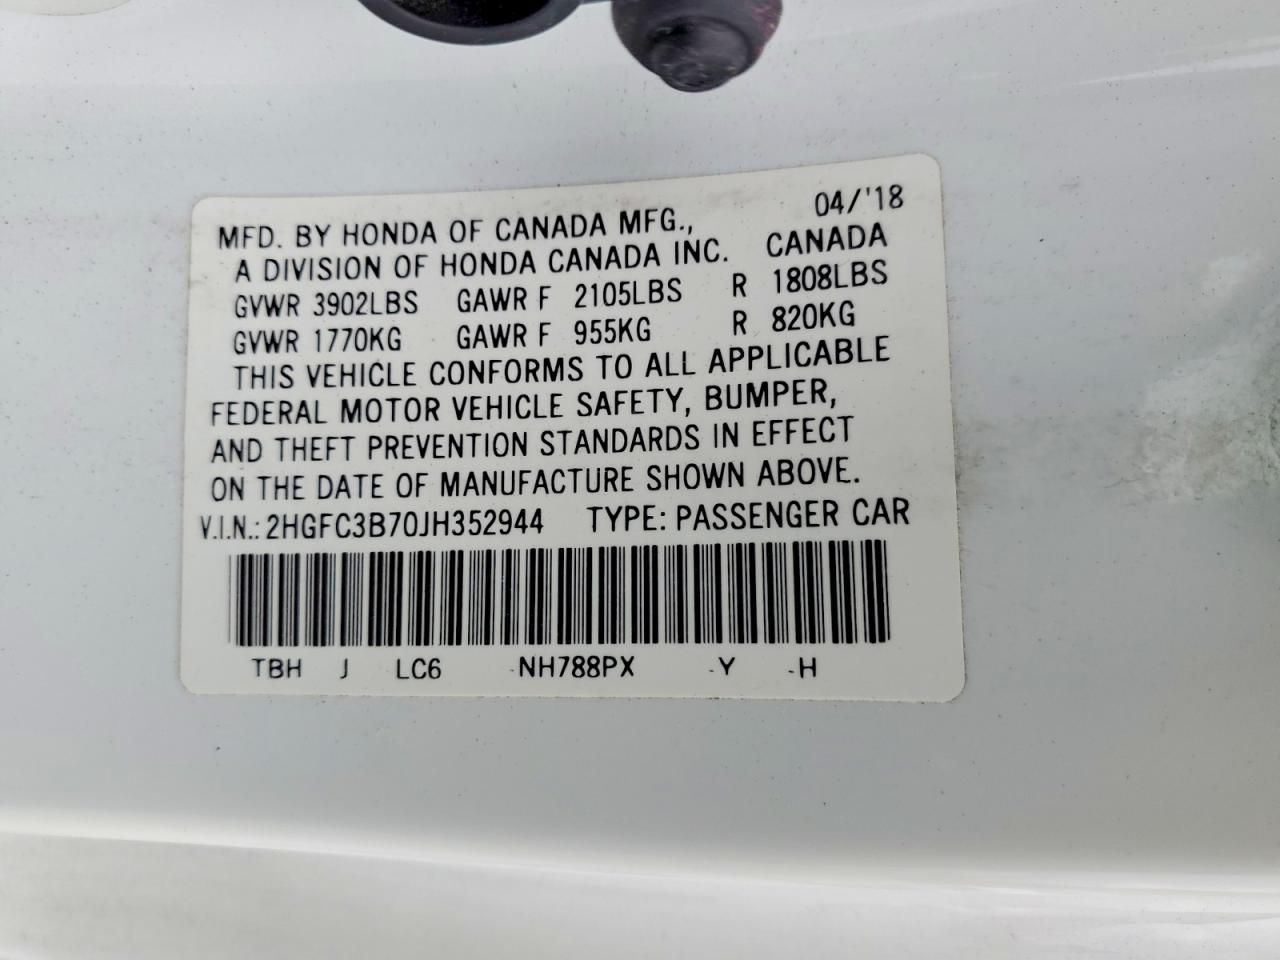 04/'18
MFD. BY HONDA OF CANADA MFG.,
A DIVISION OF HONDA CANADA INC. CANADA
GVWR 3902LBS GAWR F 2105LBS R 1808LBS
GVWR 1770KG GAWR F 955KG R 820KG
THIS VEHICLE CONFORMS TO ALL APPLICABLE
FEDERAL MOTOR VEHICLE SAFETY, BUMPER,
AND THEFT PREVENTION STANDARDS IN EFFECT
ON THE DATE OF MANUFACTURE SHOWN ABOVE.
V.I.N.: 2HGFC3B70JH352944 TYPE: PASSENGER CAR
TBH J LC6 -NH788PX -Y -H